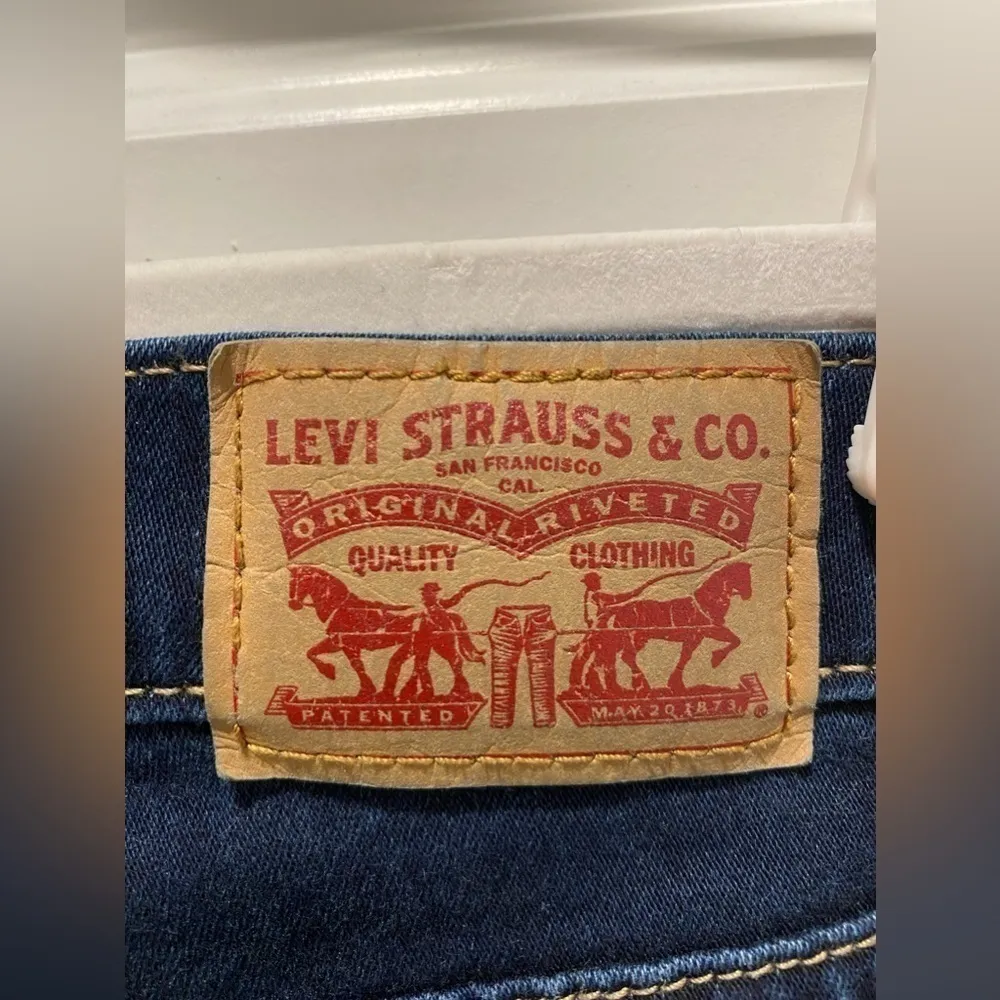 LEVI STRAUSS & CO.
SAN FRANCISCO
CAL.
ORIGINAL RIVETED
QUALITY CLOTHING
PATENTED MAY 20 1873
®